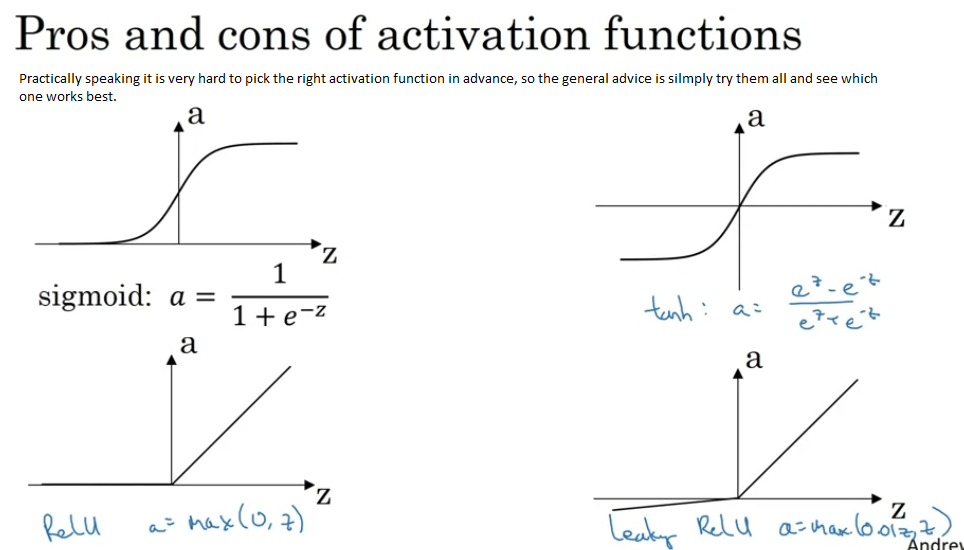 Pros and cons of activation functions
Practically speaking it is very hard to pick the right activation function in advance, so the general advice is silmply try them all and see which
one works best.
a
z
sigmoid: a = 1 / (1 + e^-z)
a
z
tanh: a = (e^z - e^-z) / (e^z + e^-z)
a
z
ReLU a = max(0, z)
a
z
Leaky ReLU a = max(0.01z, z)
Andrew